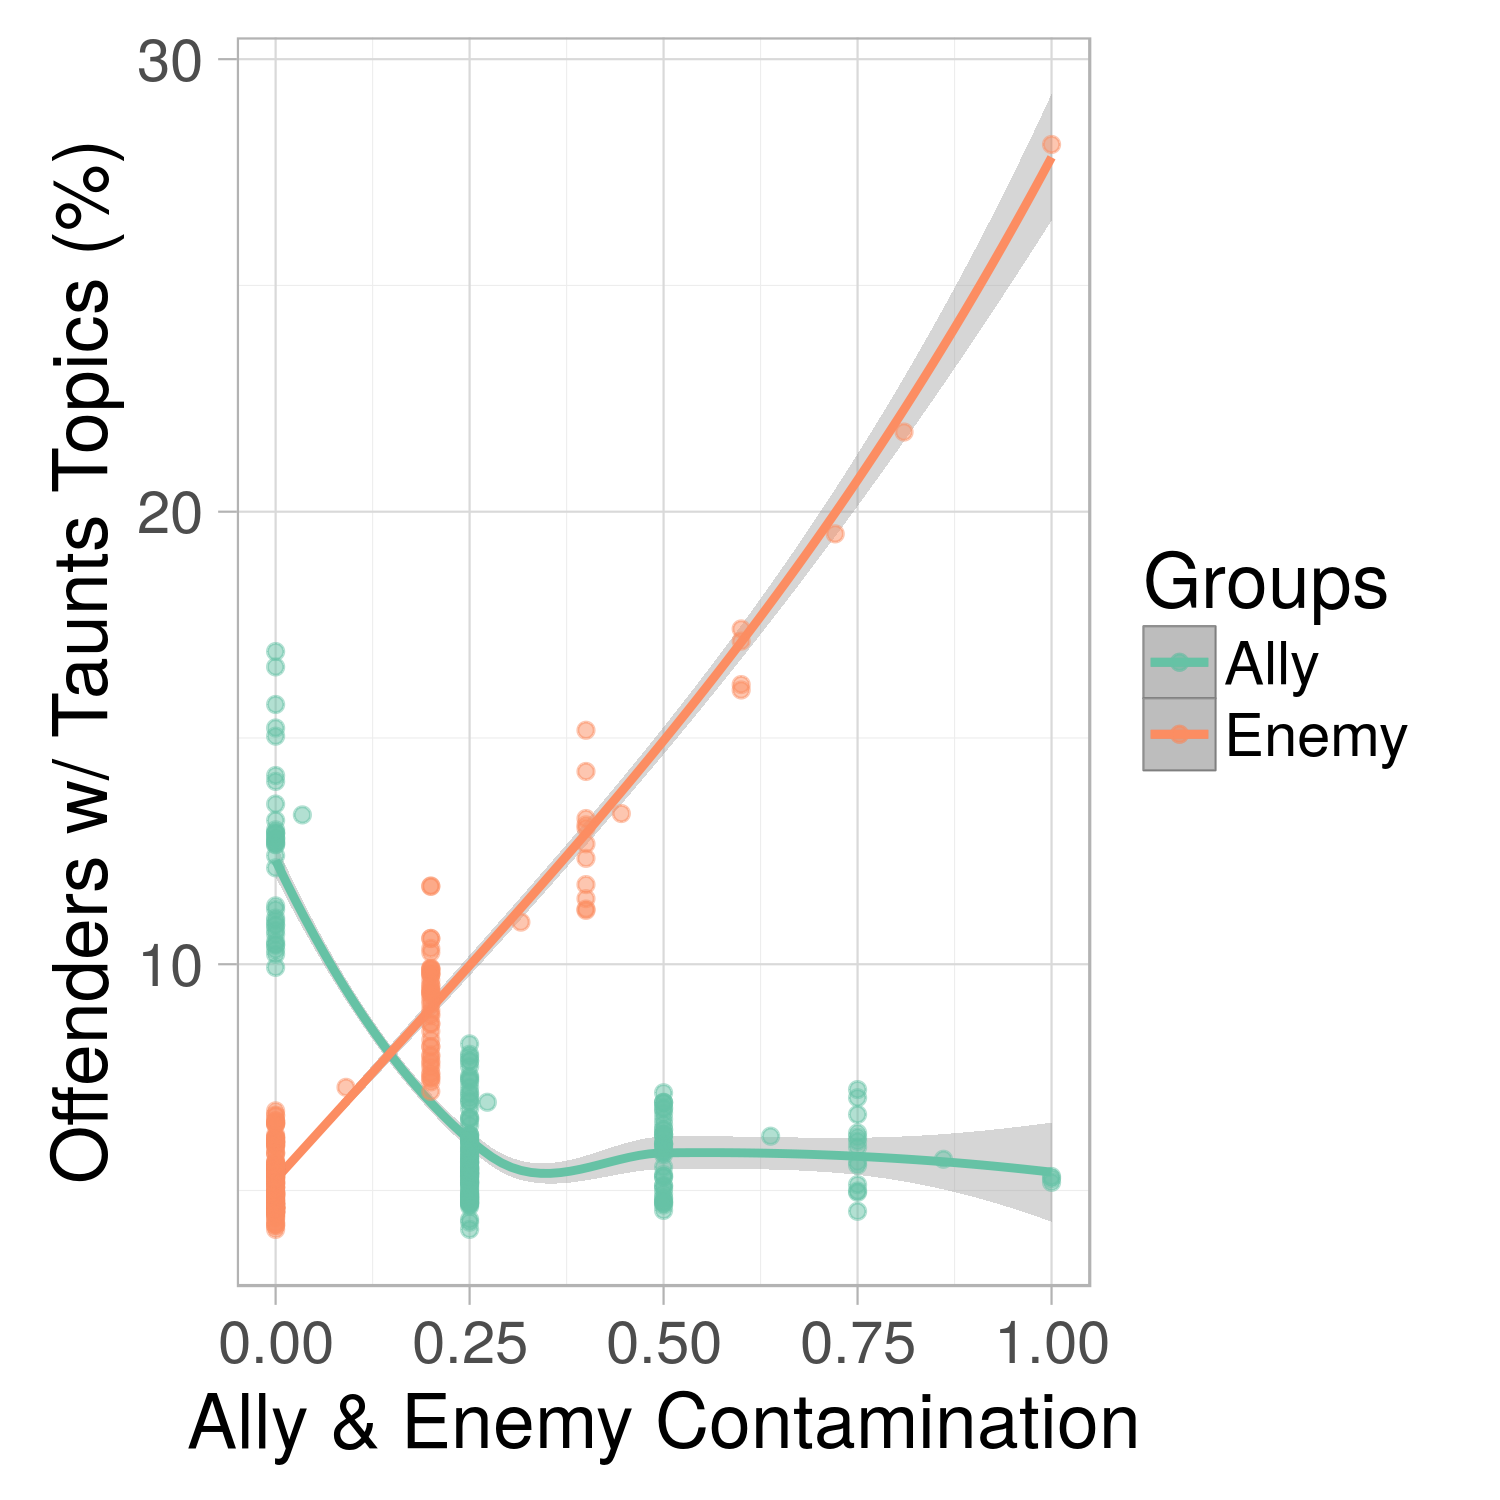 Offenders w/ Taunts Topics (%)
30
20
10
0.00 0.25 0.50 0.75 1.00
Ally & Enemy Contamination
Groups
Ally
Enemy